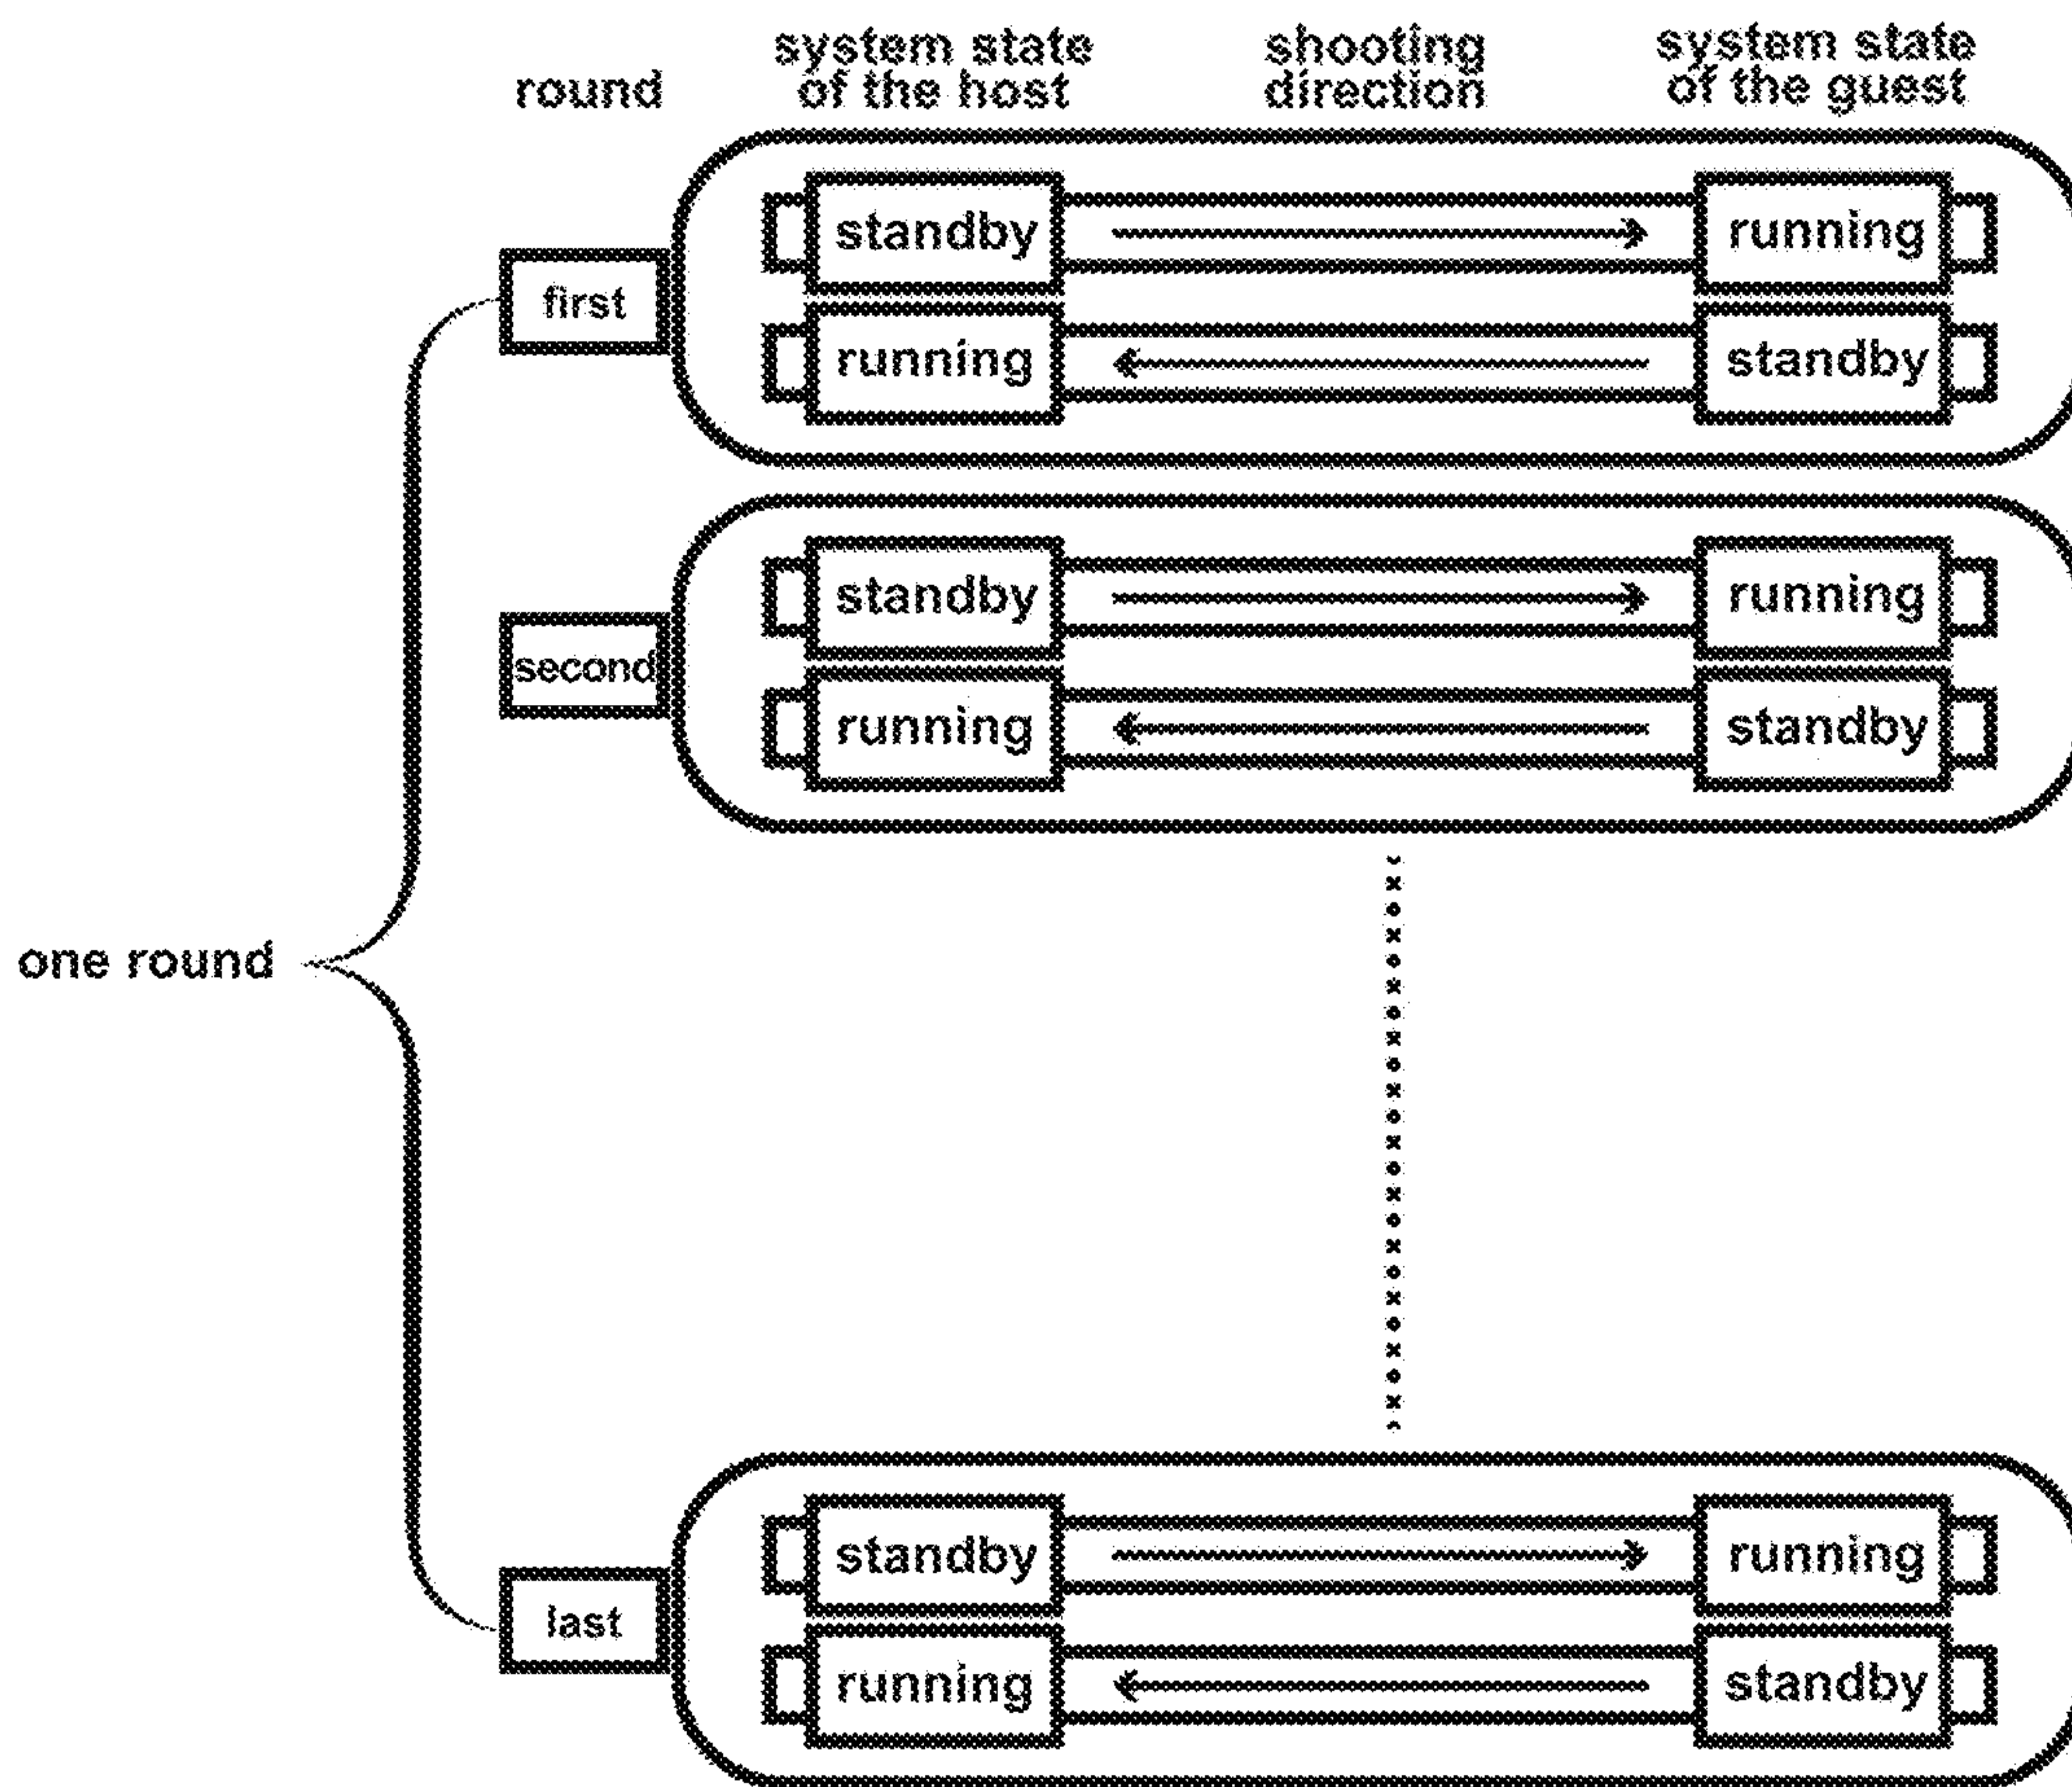 round
system state
of the host
shooting
direction
system state
of the guest
standby
running
first
running
standby
standby
running
second
running
standby
one round
standby
running
last
running
standby